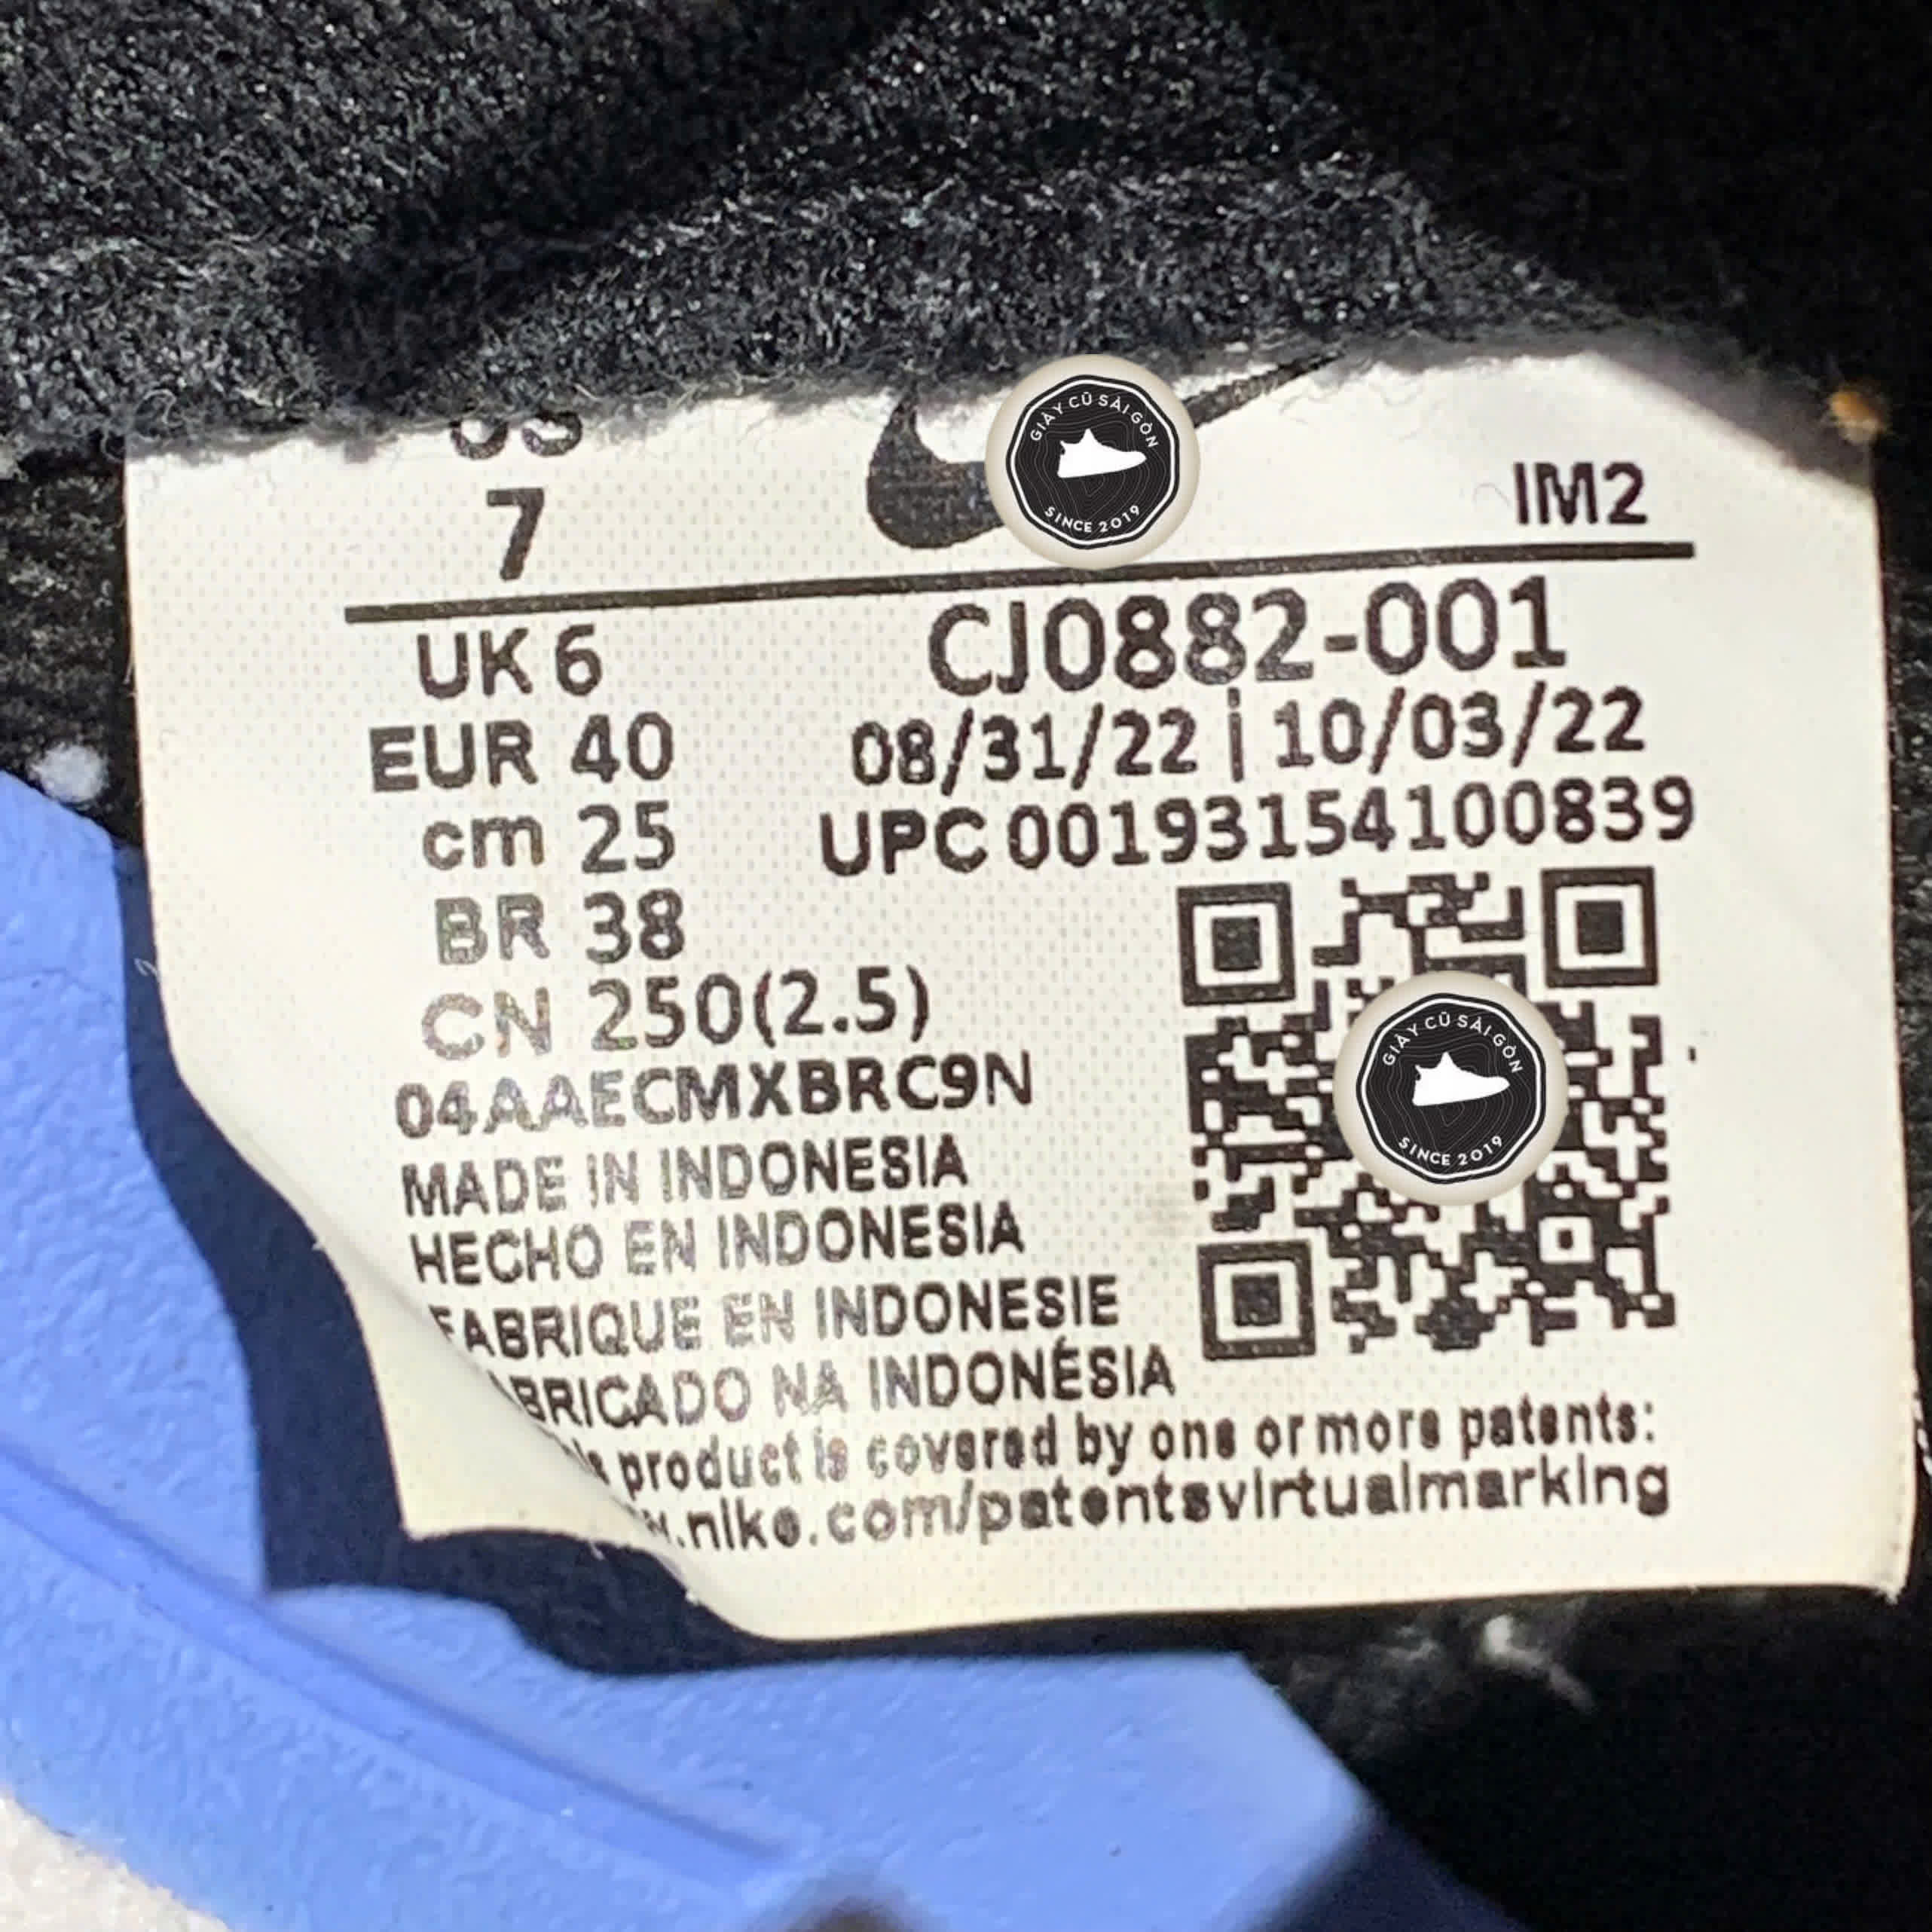 US
7
IM2
GIÀY CŨ SÀI GÒN
SINCE 2019
UK 6
CJ0882-001
EUR 40
08/31/22 | 10/03/22
cm 25
UPC 00193154100839
BR 38
CN 250(2.5)
04AAECMXBRC9N
GIÀY CŨ SÀI GÒN
SINCE 2019
MADE IN INDONESIA
HECHO EN INDONESIA
FABRIQUE EN INDONESIE
ABRICADO NA INDONÉSIA
product is covered by one or more patents:
.nike.com/patentsvirtualmarking